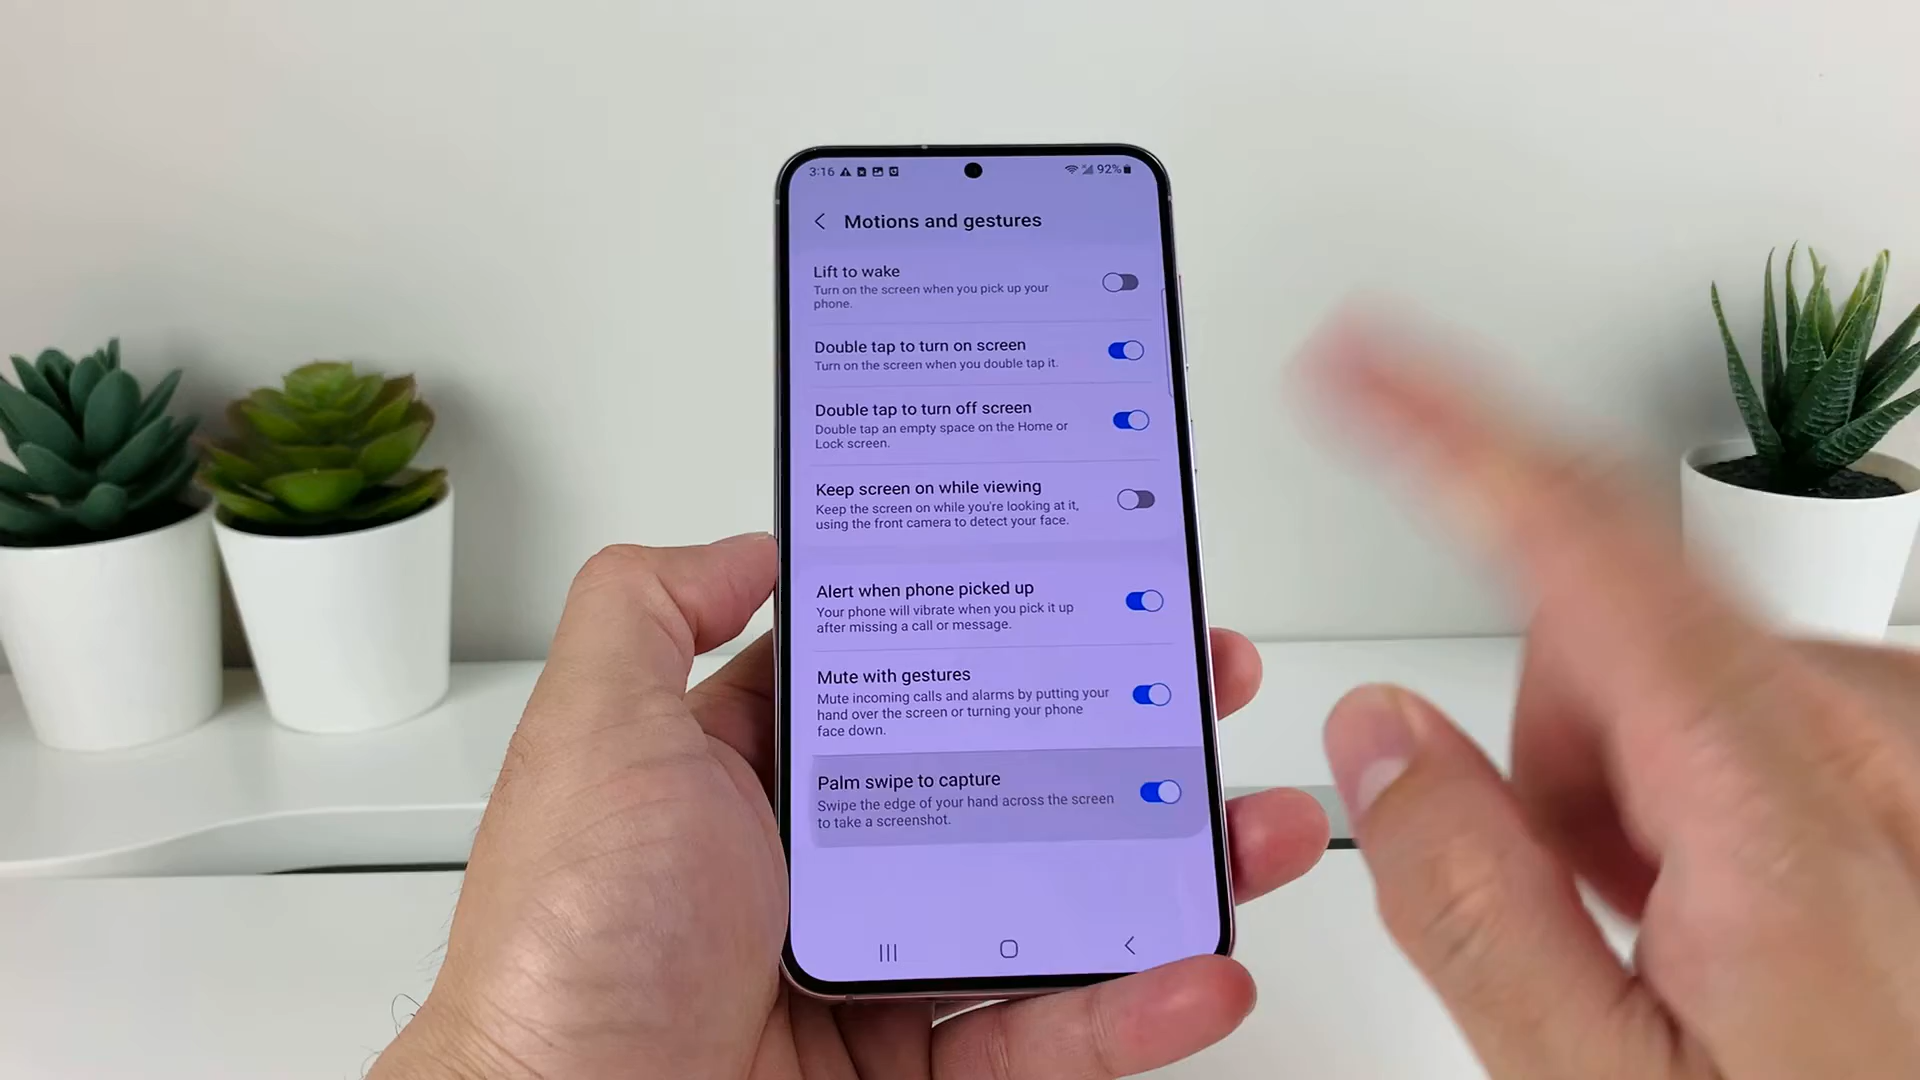 3:16 92%
Motions and gestures
Lift to wake
Turn on the screen when you pick up your
phone.
Double tap to turn on screen
Turn on the screen when you double tap it.
Double tap to turn off screen
Double tap an empty space on the Home or
Lock screen.
Keep screen on while viewing
Keep the screen on while you're looking at it,
using the front camera to detect your face.
Alert when phone picked up
Your phone will vibrate when you pick it up
after missing a call or message.
Mute with gestures
Mute incoming calls and alarms by putting your
hand over the screen or turning your phone
face down.
Palm swipe to capture
Swipe the edge of your hand across the screen
to take a screenshot.